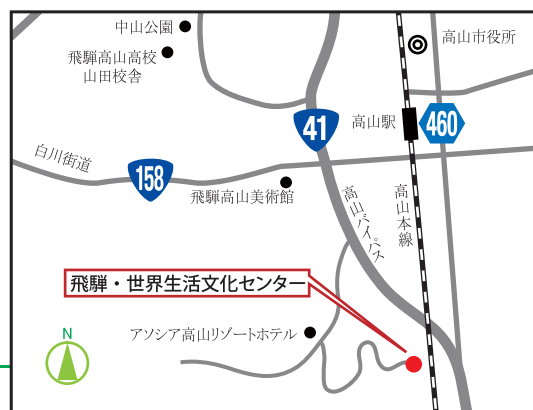 中山公園
高山市役所
飛騨高山高校
山田校舎
41
高山駅
460
白川街道
158
飛騨高山美術館
高山バイパス
高山本線
飛騨・世界生活文化センター
アソシア高山リゾートホテル
N